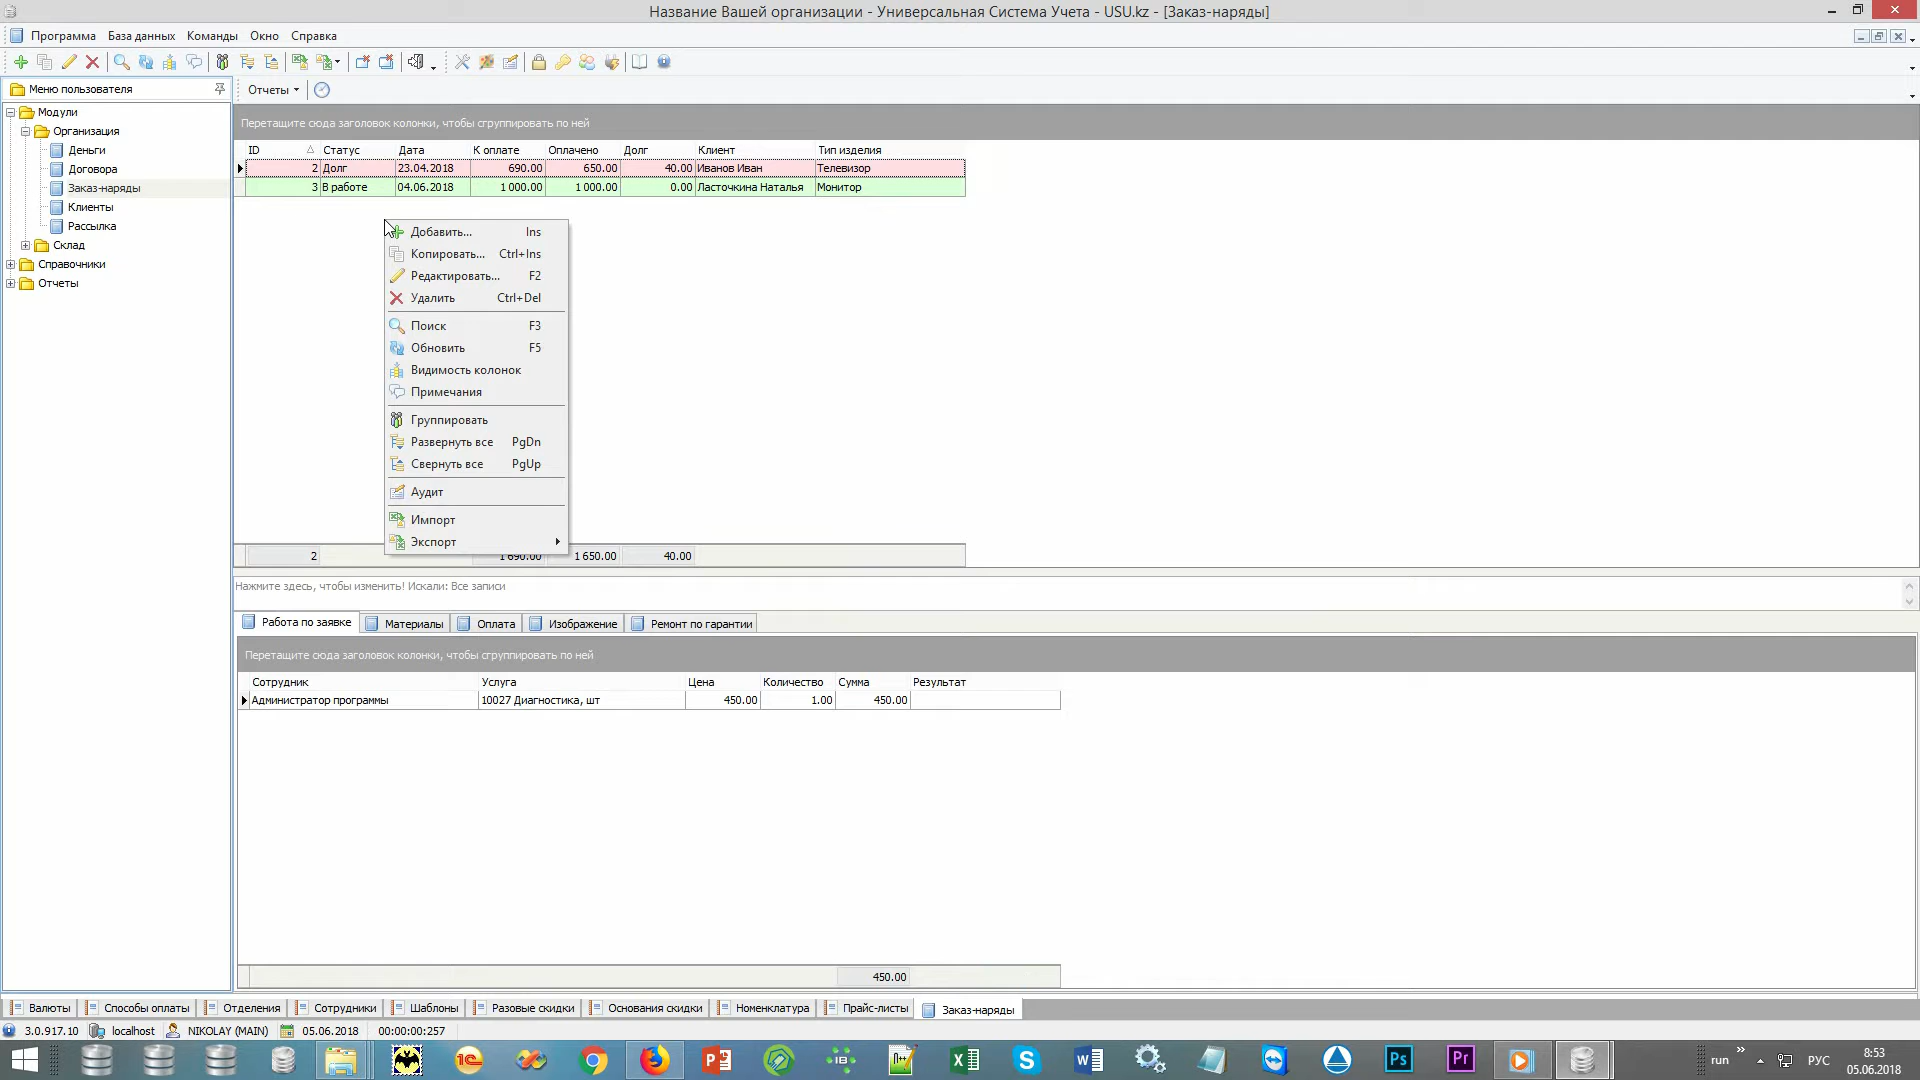 Название Вашей организации - Универсальная Система Учета - USU.kz - [Заказ-наряды]
Программа База данных Команды Окно Справка
Меню пользователя
Отчеты
Модули
Организация
Деньги
Договора
Заказ-наряды
Клиенты
Рассылка
Склад
Справочники
Отчеты
Перетащите сюда заголовок колонки, чтобы сгруппировать по ней
ID Статус Дата К оплате Оплачено Долг Клиент Тип изделия
2 Долг 23.04.2018 690.00 650.00 40.00 Иванов Иван Телевизор
3 В работе 04.06.2018 1 000.00 1 000.00 0.00 Ласточкина Наталья Монитор
Добавить... Ins
Копировать... Ctrl+Ins
Редактировать... F2
Удалить Ctrl+Del
Поиск F3
Обновить F5
Видимость колонок
Примечания
Группировать
Развернуть все PgDn
Свернуть все PgUp
Аудит
Импорт
Экспорт
2 1 690.00 1 650.00 40.00
Нажмите здесь, чтобы изменить! Искали: Все записи
Работа по заявке Материалы Оплата Изображение Ремонт по гарантии
Перетащите сюда заголовок колонки, чтобы сгруппировать по ней
Сотрудник Услуга Цена Количество Сумма Результат
Администратор программы 10027 Диагностика, шт 450.00 1.00 450.00
450.00
Валюты Способы оплаты Отделения Сотрудники Шаблоны Разовые скидки Основания скидки Номенклатура Прайс-листы Заказ-наряды
3.0.917.10 localhost NIKOLAY (MAIN) 05.06.2018 00:00:00:257
run РУС 8:53
05.06.2018